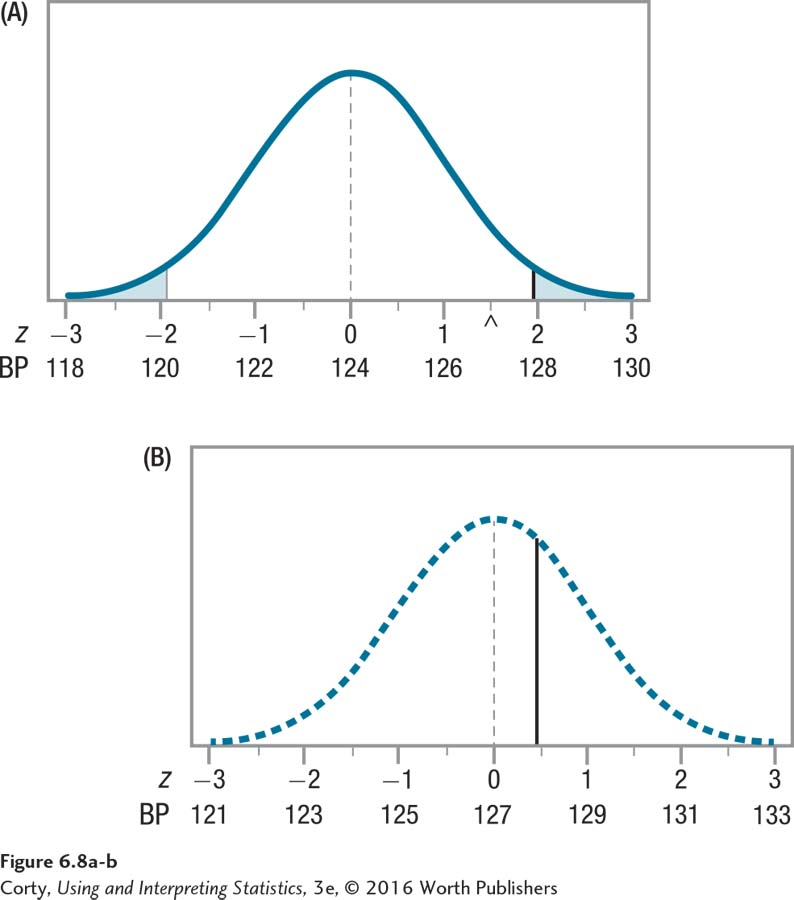 (A)
z −3 −2 −1 0 1 ^ 2 3
BP 118 120 122 124 126 128 130
(B)
z −3 −2 −1 0 1 2 3
BP 121 123 125 127 129 131 133
Figure 6.8a-b
Corty, Using and Interpreting Statistics, 3e, © 2016 Worth Publishers